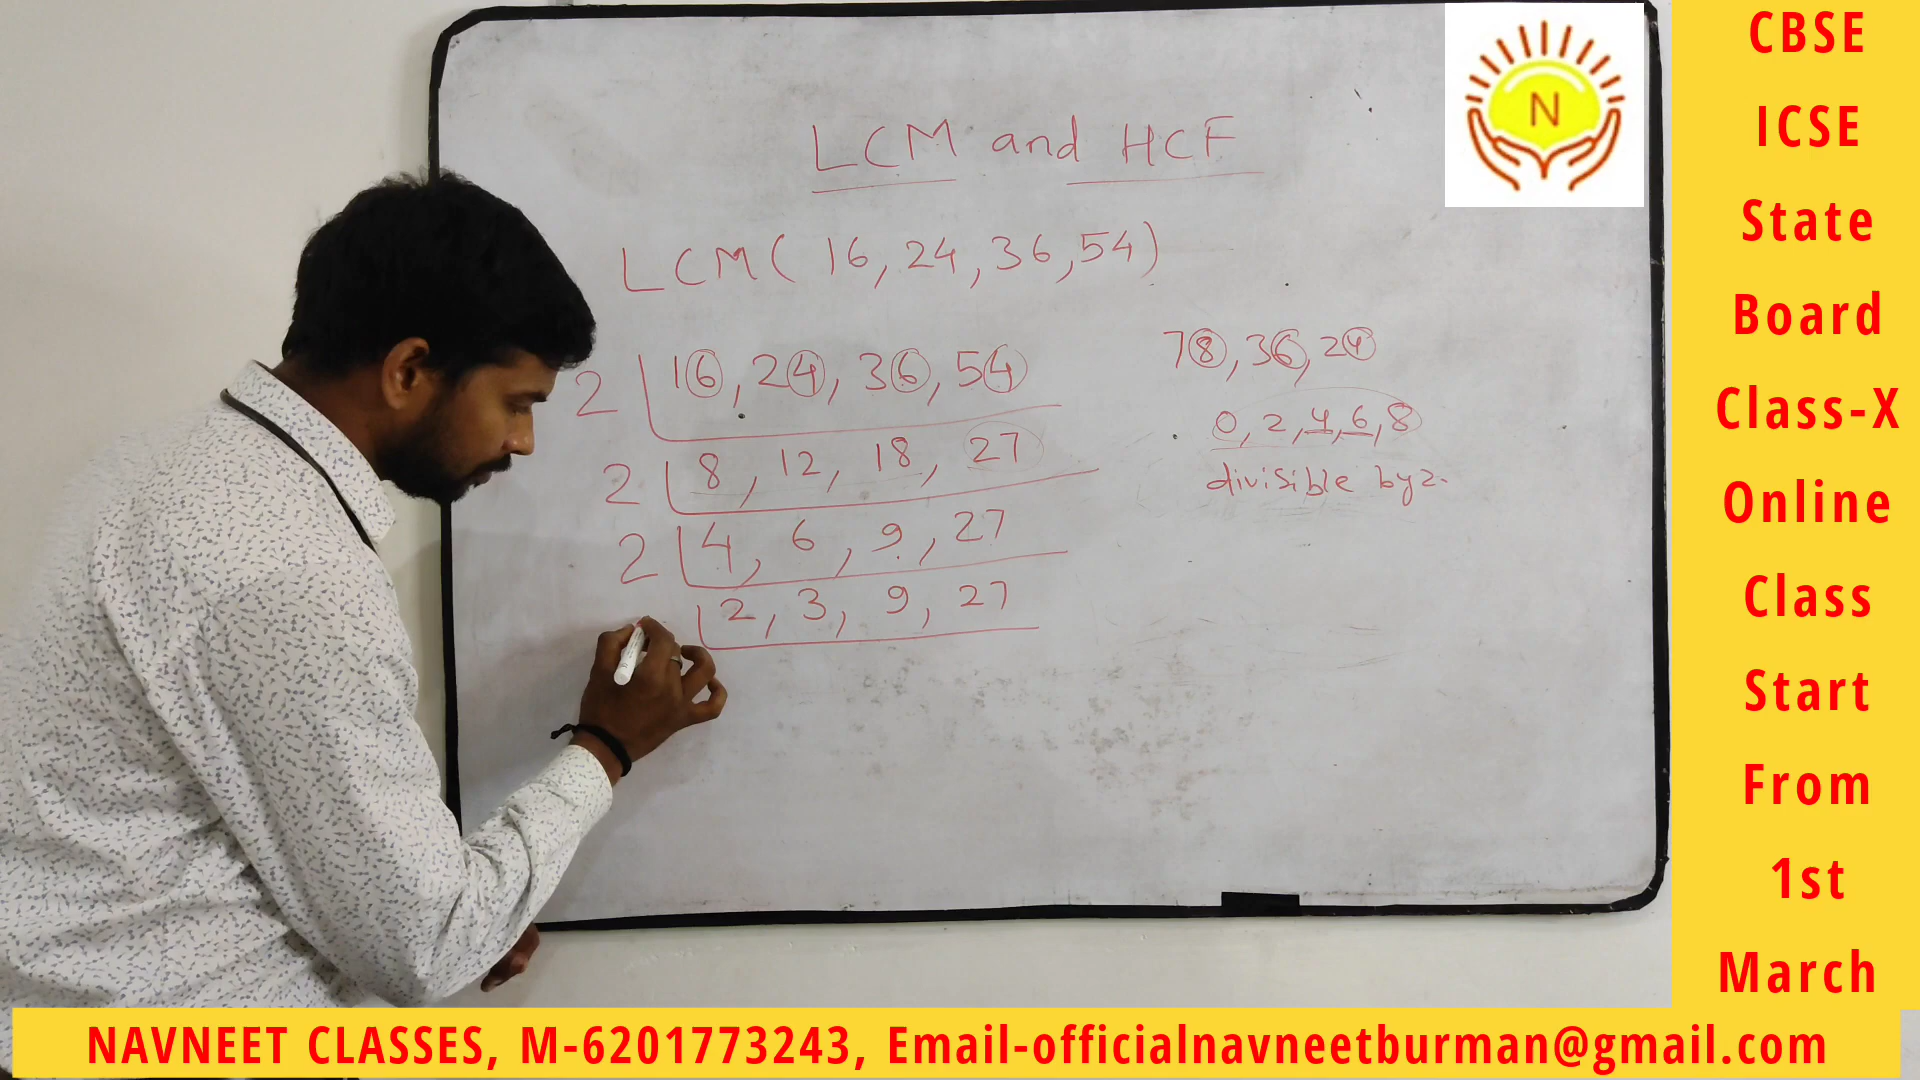 LCM and HCF
LCM ( 16, 24, 36, 54)
2 16, 24, 36, 54
2 8, 12, 18, 27
2 4, 6, 9, 27
2, 3, 9, 27
78, 36, 24
0, 2, 4, 6, 8
divisible by 2.
N
CBSE
ICSE
State
Board
Class-X
Online
Class
Start
From
1st
March
NAVNEET CLASSES, M-6201773243, Email-officialnavneetburman@gmail.com